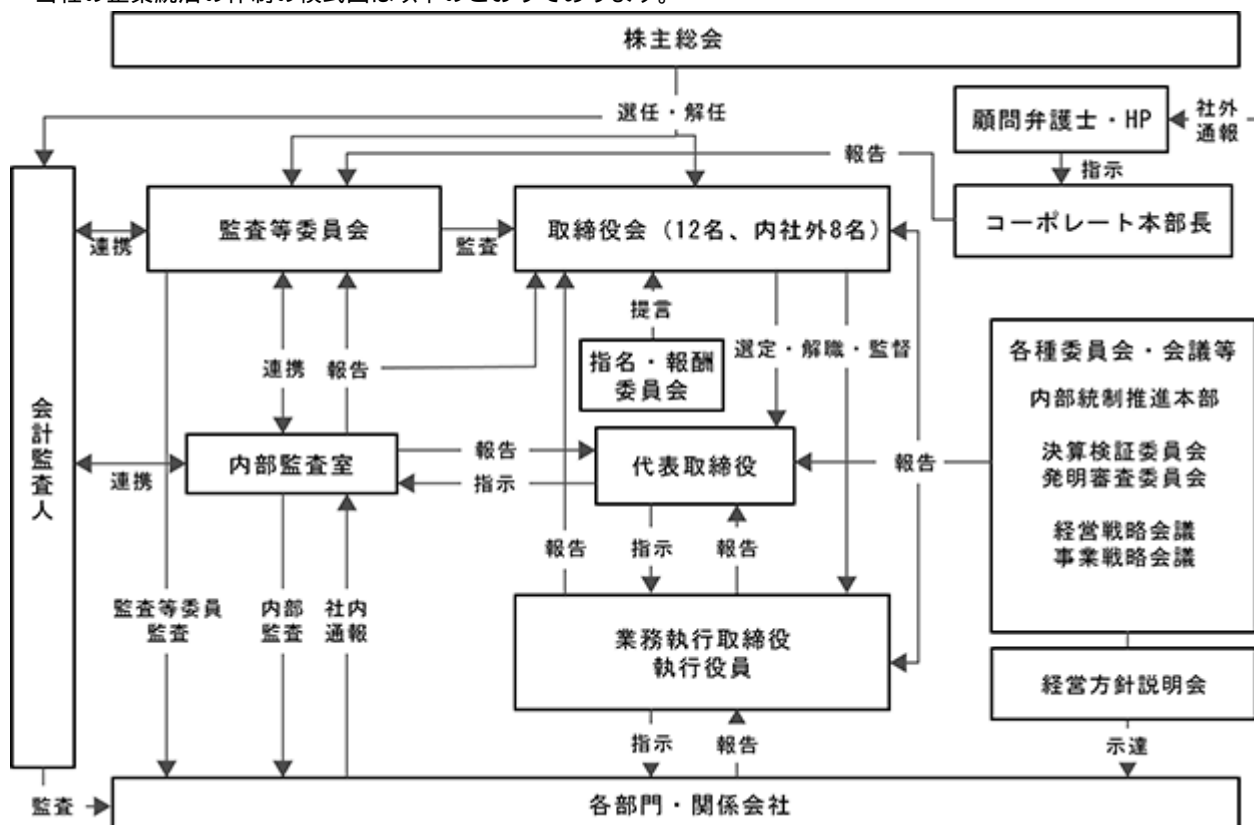 当社の企業統治の体制の模式図は以下のとおりであります。
株主総会
選任・解任
顧問弁護士・HP
社外
通報
報告
指示
監査等委員会
取締役会（12名、内社外8名）
コーポレート本部長
連携
監査
提言
連携
報告
指名・報酬
委員会
選定・解職・監督
各種委員会・会議等
内部統制推進本部
決算検証委員会
発明審査委員会
経営戦略会議
事業戦略会議
会計監査人
内部監査室
報告
指示
代表取締役
報告
連携
報告
指示
報告
監査等委員
監査
内部
監査
社内
通報
業務執行取締役
執行役員
経営方針説明会
指示
報告
示達
監査
各部門・関係会社